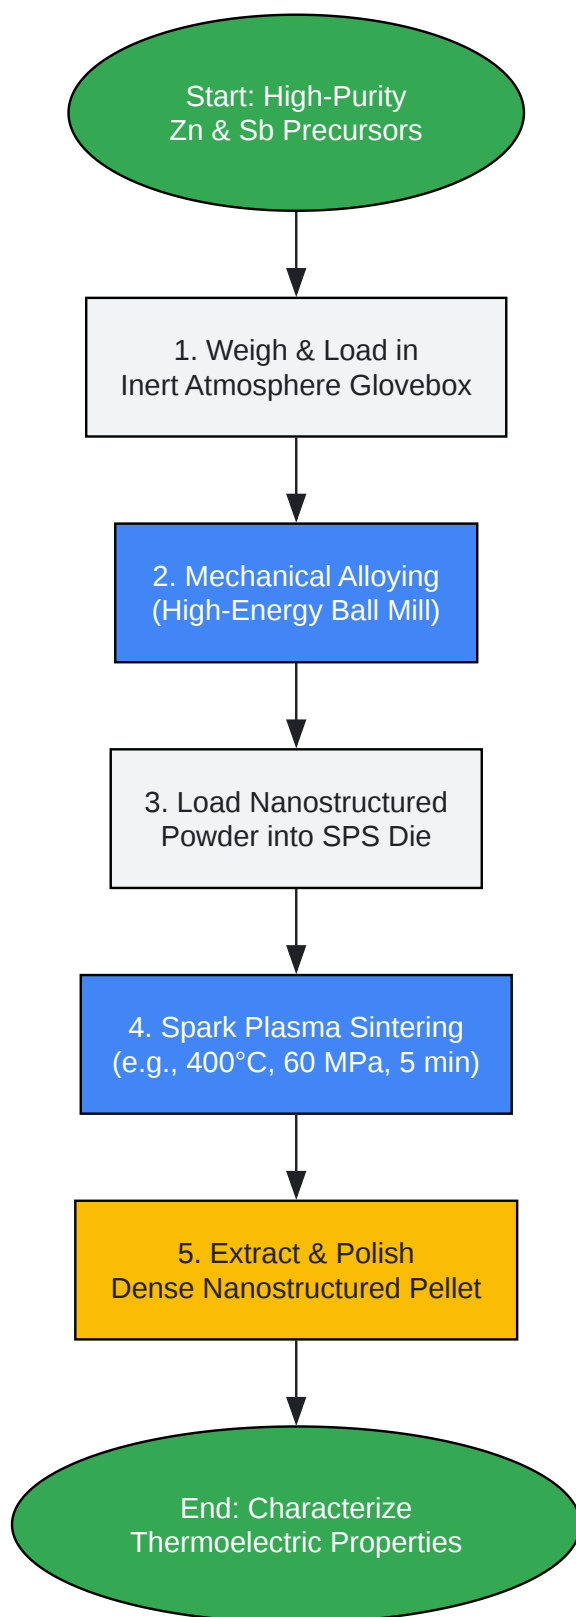 Start: High-Purity
Zn & Sb Precursors
1. Weigh & Load in
Inert Atmosphere Glovebox
2. Mechanical Alloying
(High-Energy Ball Mill)
3. Load Nanostructured
Powder into SPS Die
4. Spark Plasma Sintering
(e.g., 400°C, 60 MPa, 5 min)
5. Extract & Polish
Dense Nanostructured Pellet
End: Characterize
Thermoelectric Properties